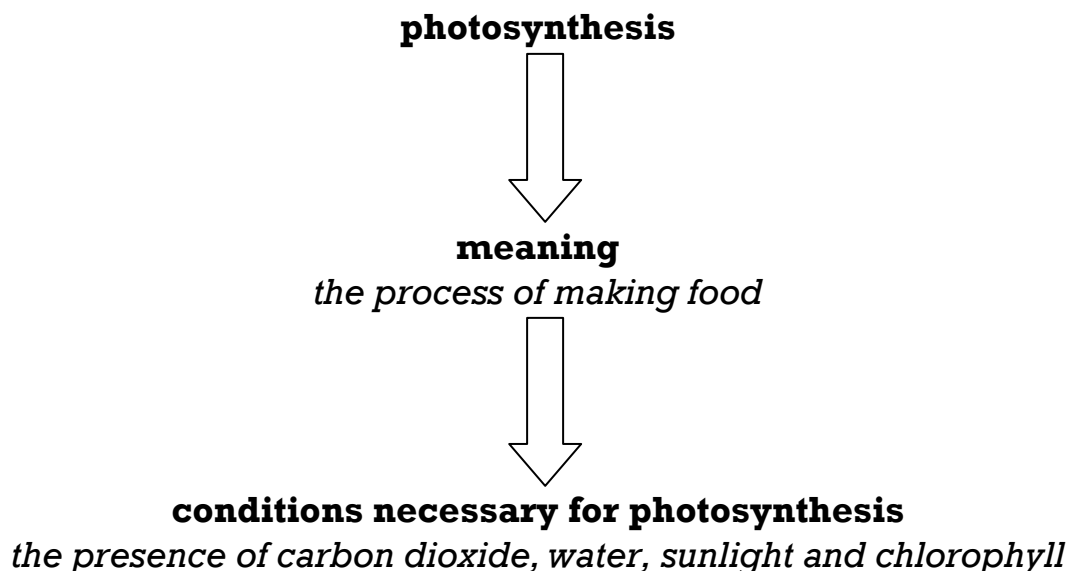 photosynthesis
meaning
the process of making food
conditions necessary for photosynthesis
the presence of carbon dioxide, water, sunlight and chlorophyll